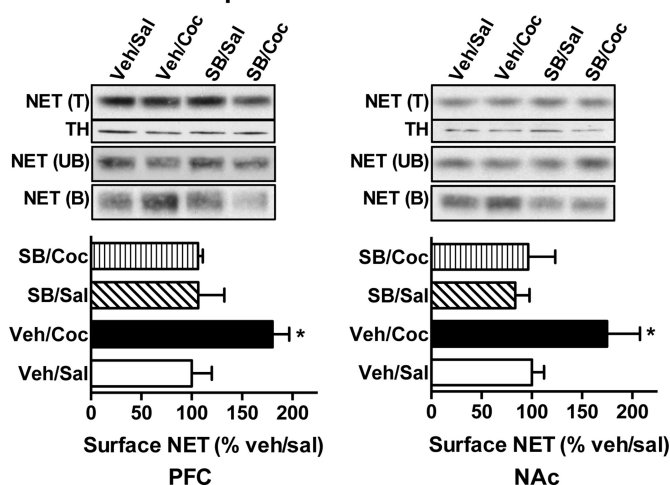 Veh/Sal Veh/Coc SB/Sal SB/Coc
NET (T)
TH
NET (UB)
NET (B)
SB/Coc
SB/Sal
Veh/Coc *
Veh/Sal
0 50 100 150 200
Surface NET (% veh/sal)
PFC
Veh/Sal Veh/Coc SB/Sal SB/Coc
NET (T)
TH
NET (UB)
NET (B)
SB/Coc
SB/Sal
Veh/Coc *
Veh/Sal
0 50 100 150 200
Surface NET (% veh/sal)
NAc